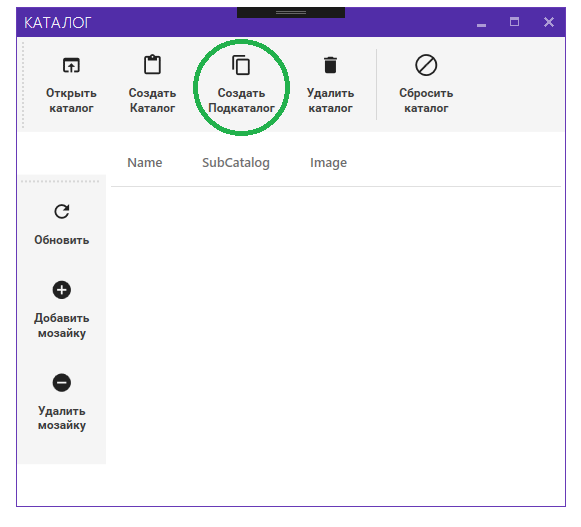 КАТАЛОГ
Открыть
каталог
Создать
Каталог
Создать
Подкаталог
Удалить
каталог
Сбросить
каталог
Name SubCatalog Image
Обновить
Добавить
мозайку
Удалить
мозайку